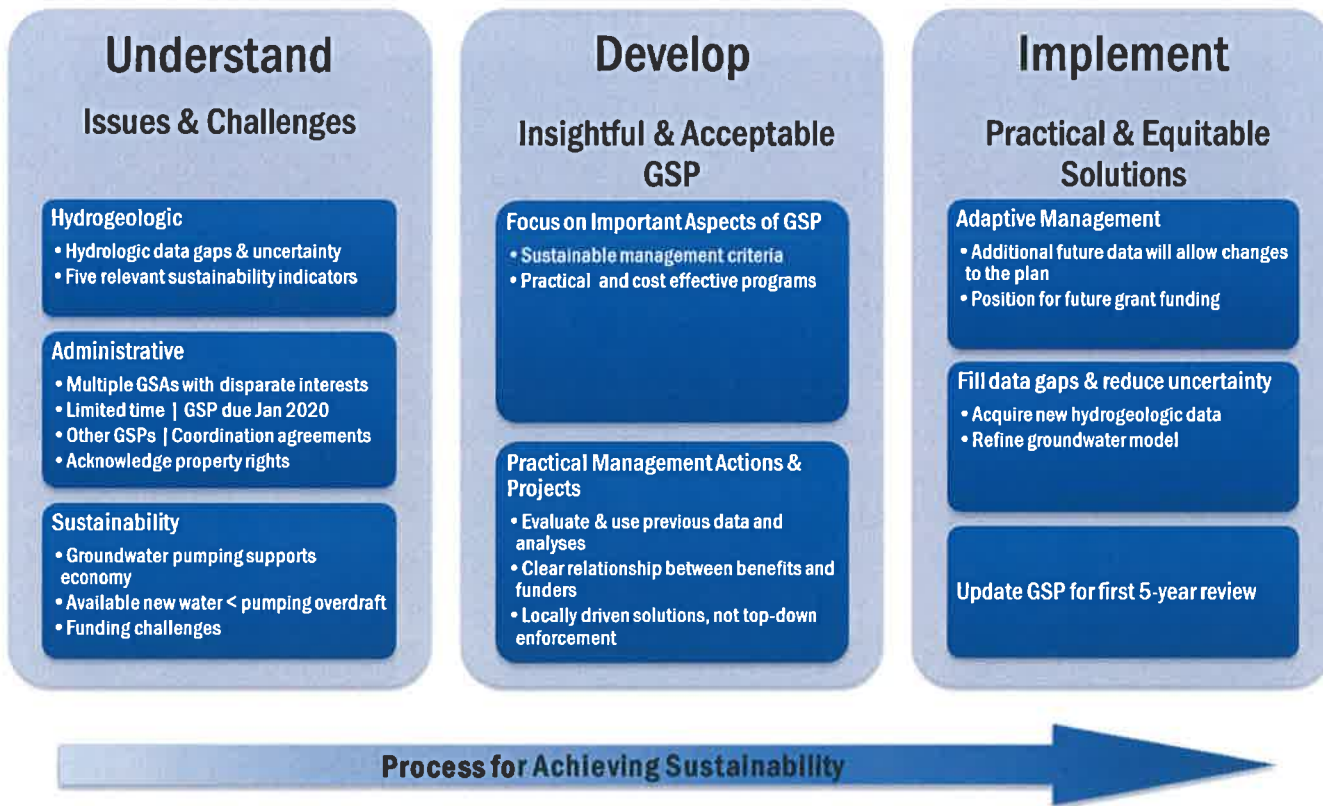 Understand
Issues & Challenges
Hydrogeologic
• Hydrologic data gaps & uncertainty
• Five relevant sustainability indicators
Administrative
• Multiple GSAs with disparate interests
• Limited time | GSP due Jan 2020
• Other GSPs | Coordination agreements
• Acknowledge property rights
Sustainability
• Groundwater pumping supports
economy
• Available new water < pumping overdraft
• Funding challenges
Develop
Insightful & Acceptable
GSP
Focus on Important Aspects of GSP
• Sustainable management criteria
• Practical and cost effective programs
Practical Management Actions &
Projects
• Evaluate & use previous data and
analyses
• Clear relationship between benefits and
funders
• Locally driven solutions, not top-down
enforcement
Implement
Practical & Equitable
Solutions
Adaptive Management
• Additional future data will allow changes
to the plan
• Position for future grant funding
Fill data gaps & reduce uncertainty
• Acquire new hydrogeologic data
• Refine groundwater model
Update GSP for first 5-year review
Process for Achieving Sustainability